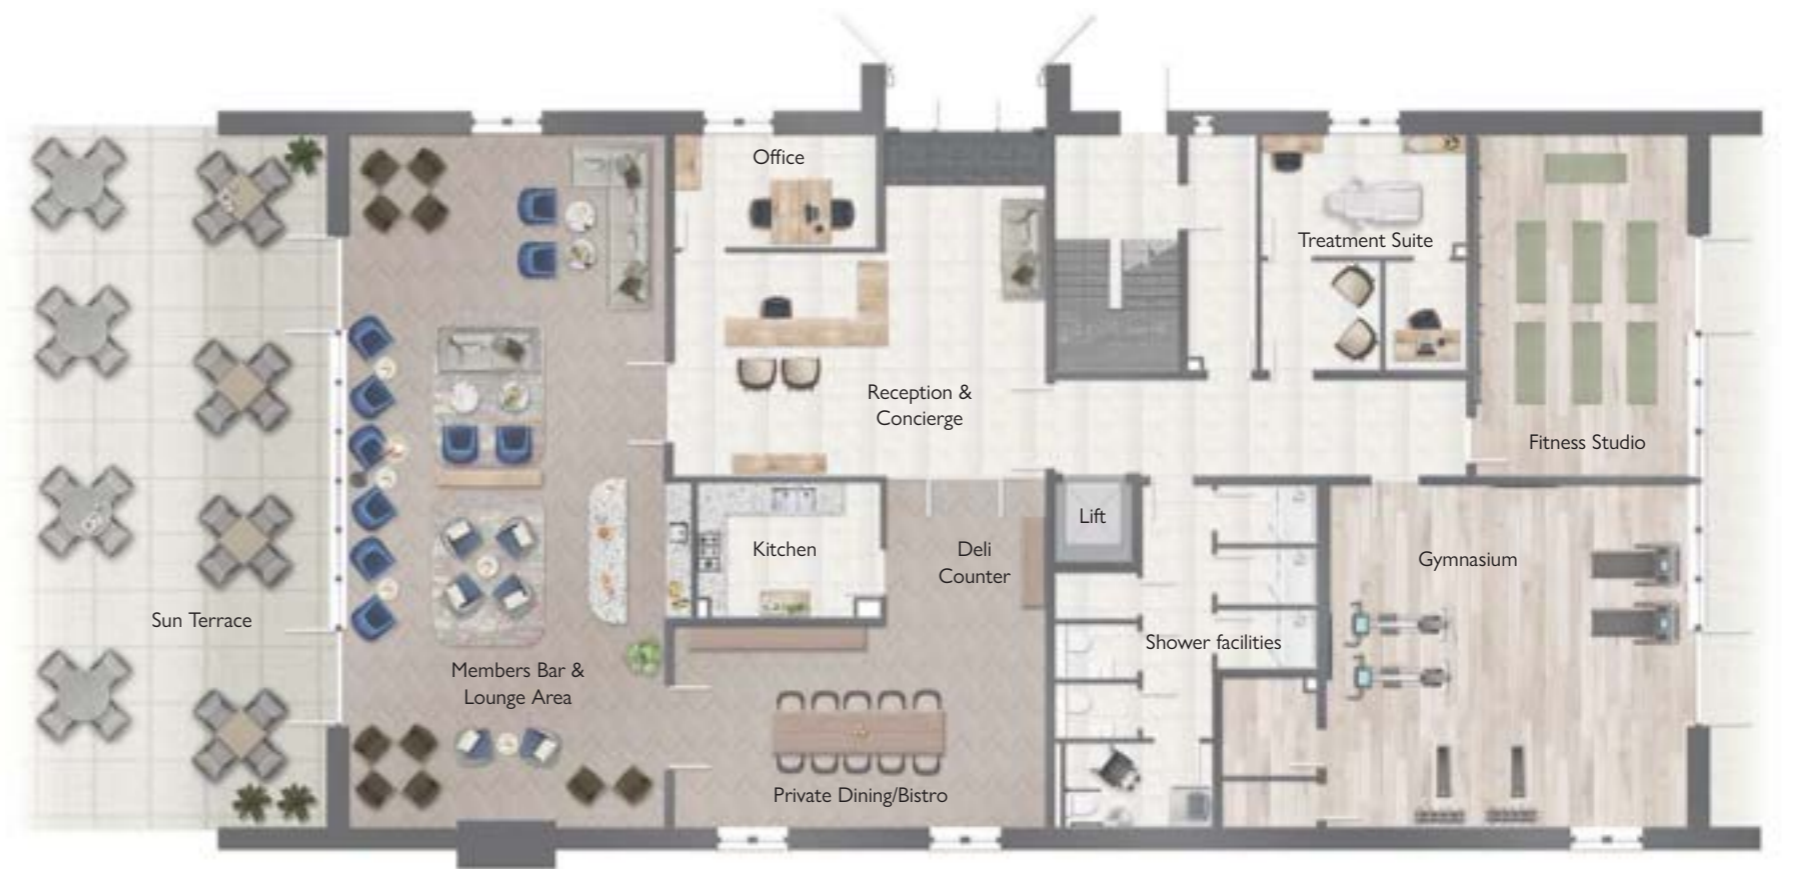 Office
Treatment Suite
Reception &
Concierge
Fitness Studio
Lift
Kitchen
Deli
Counter
Gymnasium
Sun Terrace
Shower facilities
Members Bar &
Lounge Area
Private Dining/Bistro